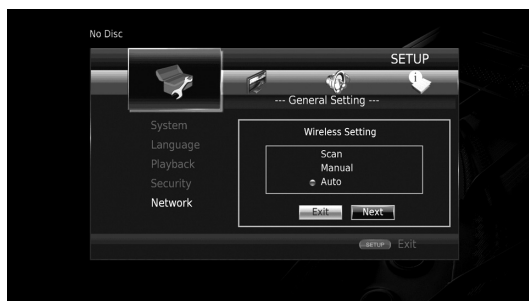 No Disc
SETUP
--- General Setting ---
System
Language
Playback
Security
Network
Wireless Setting
Scan
Manual
Auto
Exit Next
SETUP Exit